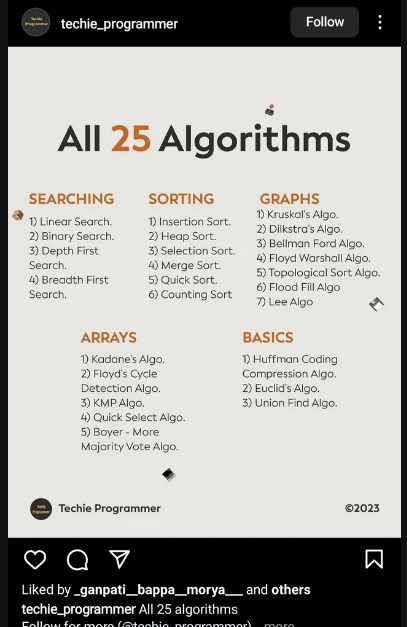 techie_programmer
Follow
All 25 Algorithms
SEARCHING
1) Linear Search.
2) Binary Search.
3) Depth First
Search.
4) Breadth First
Search.
SORTING
1) Insertion Sort.
2) Heap Sort.
3) Selection Sort.
4) Merge Sort.
5) Quick Sort.
6) Counting Sort
GRAPHS
1) Kruskal's Algo.
2) Dilkstra's Algo.
3) Bellman Ford Algo.
4) Floyd Warshall Algo.
5) Topological Sort Algo.
6) Flood Fill Algo
7) Lee Algo
ARRAYS
1) Kadane's Algo.
2) Floyd's Cycle
Detection Algo.
3) KMP Algo.
4) Quick Select Algo.
5) Boyer - More
Majority Vote Algo.
BASICS
1) Huffman Coding
Compression Algo.
2) Euclid's Algo.
3) Union Find Algo.
Techie Programmer
©2023
Liked by _ganpati__bappa__morya___ and others
techie_programmer All 25 algorithms
Follow for more (@techie_programmer)... more